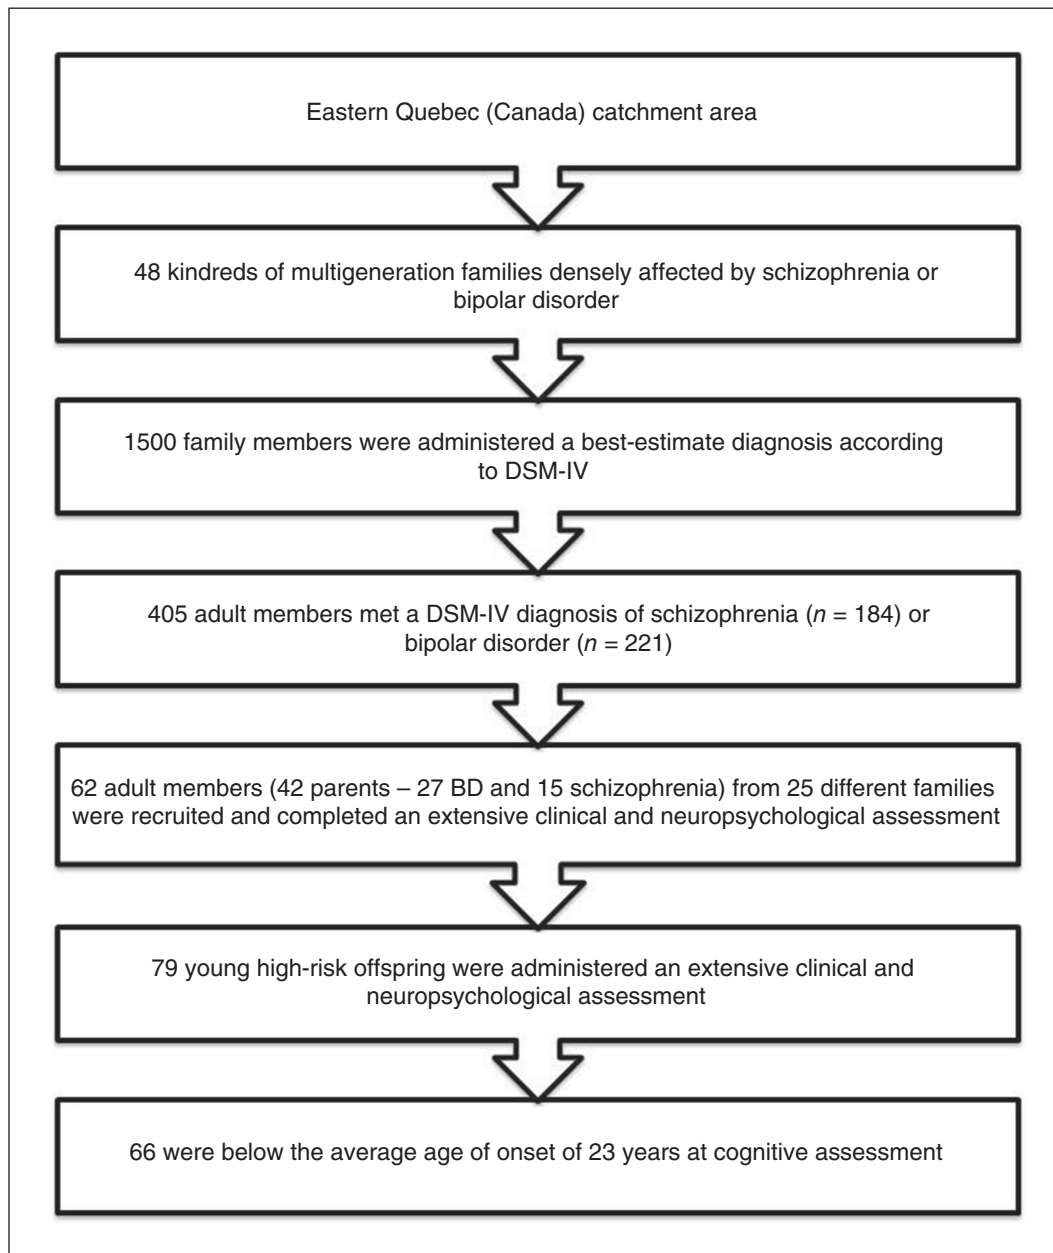 Eastern Quebec (Canada) catchment area
48 kindreds of multigeneration families densely affected by schizophrenia or
bipolar disorder
1500 family members were administered a best-estimate diagnosis according
to DSM-IV
405 adult members met a DSM-IV diagnosis of schizophrenia (n = 184) or
bipolar disorder (n = 221)
62 adult members (42 parents – 27 BD and 15 schizophrenia) from 25 different families
were recruited and completed an extensive clinical and neuropsychological assessment
79 young high-risk offspring were administered an extensive clinical and
neuropsychological assessment
66 were below the average age of onset of 23 years at cognitive assessment